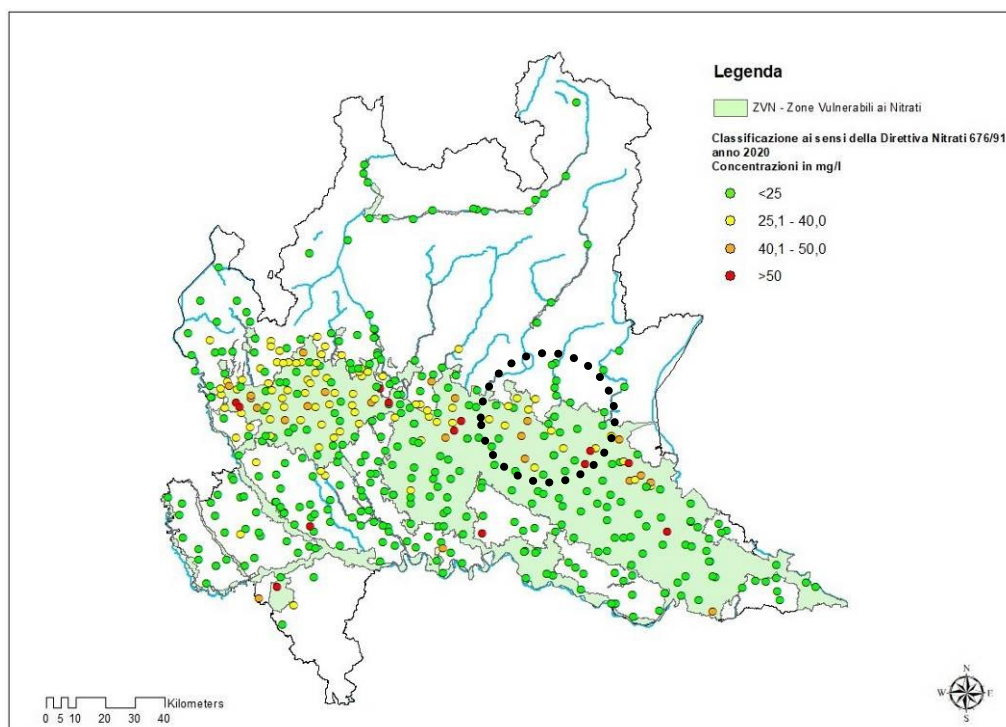 Legenda
ZVN - Zone Vulnerabili ai Nitrati
Classificazione ai sensi della Direttiva Nitrati 676/91
anno 2020
Concentrazioni in mg/l
<25
25,1 - 40,0
40,1 - 50,0
>50
Kilometers
0 5 10 20 30 40
N
W E
S